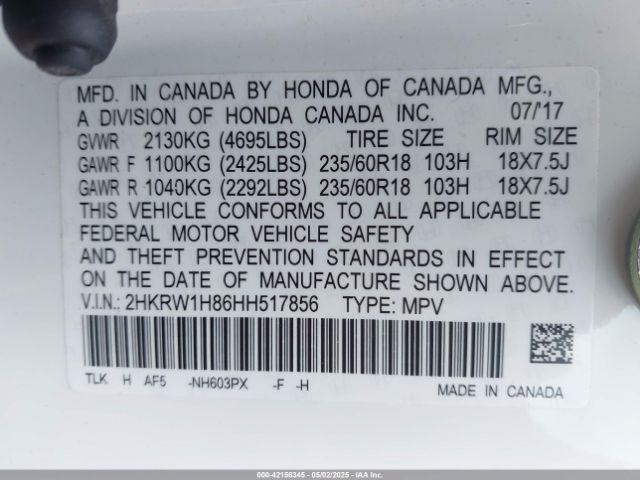 MFD. IN CANADA BY HONDA OF CANADA MFG.,
A DIVISION OF HONDA CANADA INC. 07/'17
GVWR 2130KG (4695LBS) TIRE SIZE RIM SIZE
GAWR F 1100KG (2425LBS) 235/60R18 103H 18X7.5J
GAWR R 1040KG (2292LBS) 235/60R18 103H 18X7.5J
THIS VEHICLE CONFORMS TO ALL APPLICABLE
FEDERAL MOTOR VEHICLE SAFETY
AND THEFT PREVENTION STANDARDS IN EFFECT
ON THE DATE OF MANUFACTURE SHOWN ABOVE.
V.I.N.: 2HKRW1H86HH517856 TYPE: MPV
TLK H AF5 -NH603PX -F -H
MADE IN CANADA
000-42156345 - 05/02/2025 - IAA Inc.